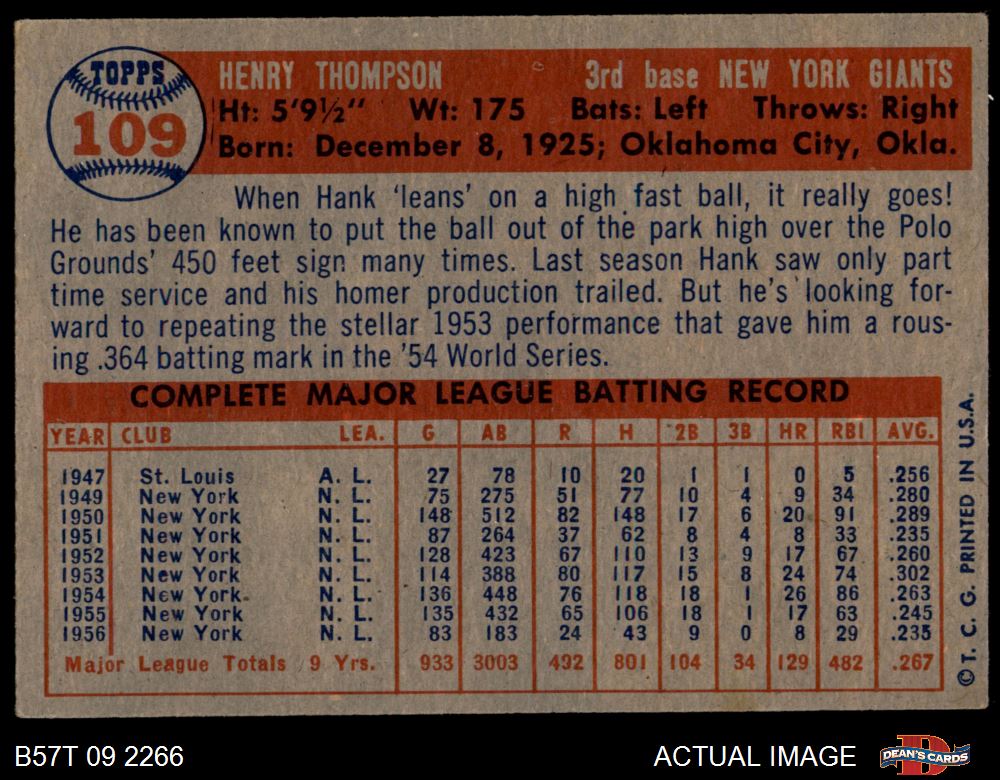 TOPPS
109
HENRY THOMPSON 3rd base NEW YORK GIANTS
Ht: 5'9½" Wt: 175 Bats: Left Throws: Right
Born: December 8, 1925; Oklahoma City, Okla.
When Hank 'leans' on a high fast ball, it really goes!
He has been known to put the ball out of the park high over the Polo
Grounds' 450 feet sign many times. Last season Hank saw only part
time service and his homer production trailed. But he's looking for-
ward to repeating the stellar 1953 performance that gave him a rous-
ing .364 batting mark in the '54 World Series.
COMPLETE MAJOR LEAGUE BATTING RECORD
YEAR CLUB LEA. G AB R H 2B 3B HR RBI AVG.
1947 St. Louis A. L. 27 78 10 20 1 1 0 5 .256
1949 New York N. L. 75 275 51 77 10 4 9 34 .280
1950 New York N. L. 148 512 82 148 17 6 20 91 .289
1951 New York N. L. 87 264 37 62 8 4 8 33 .235
1952 New York N. L. 128 423 67 110 13 9 17 67 .260
1953 New York N. L. 114 388 80 117 15 8 24 74 .302
1954 New York N. L. 136 448 76 118 18 1 26 86 .263
1955 New York N. L. 135 432 65 106 18 1 17 63 .245
1956 New York N. L. 83 183 24 43 9 0 8 29 .235
Major League Totals 9 Yrs. 933 3003 492 801 104 34 129 482 .267
©T. C. G. PRINTED IN U.S.A.
B57T 09 2266 ACTUAL IMAGE
DEAN'S CARDS